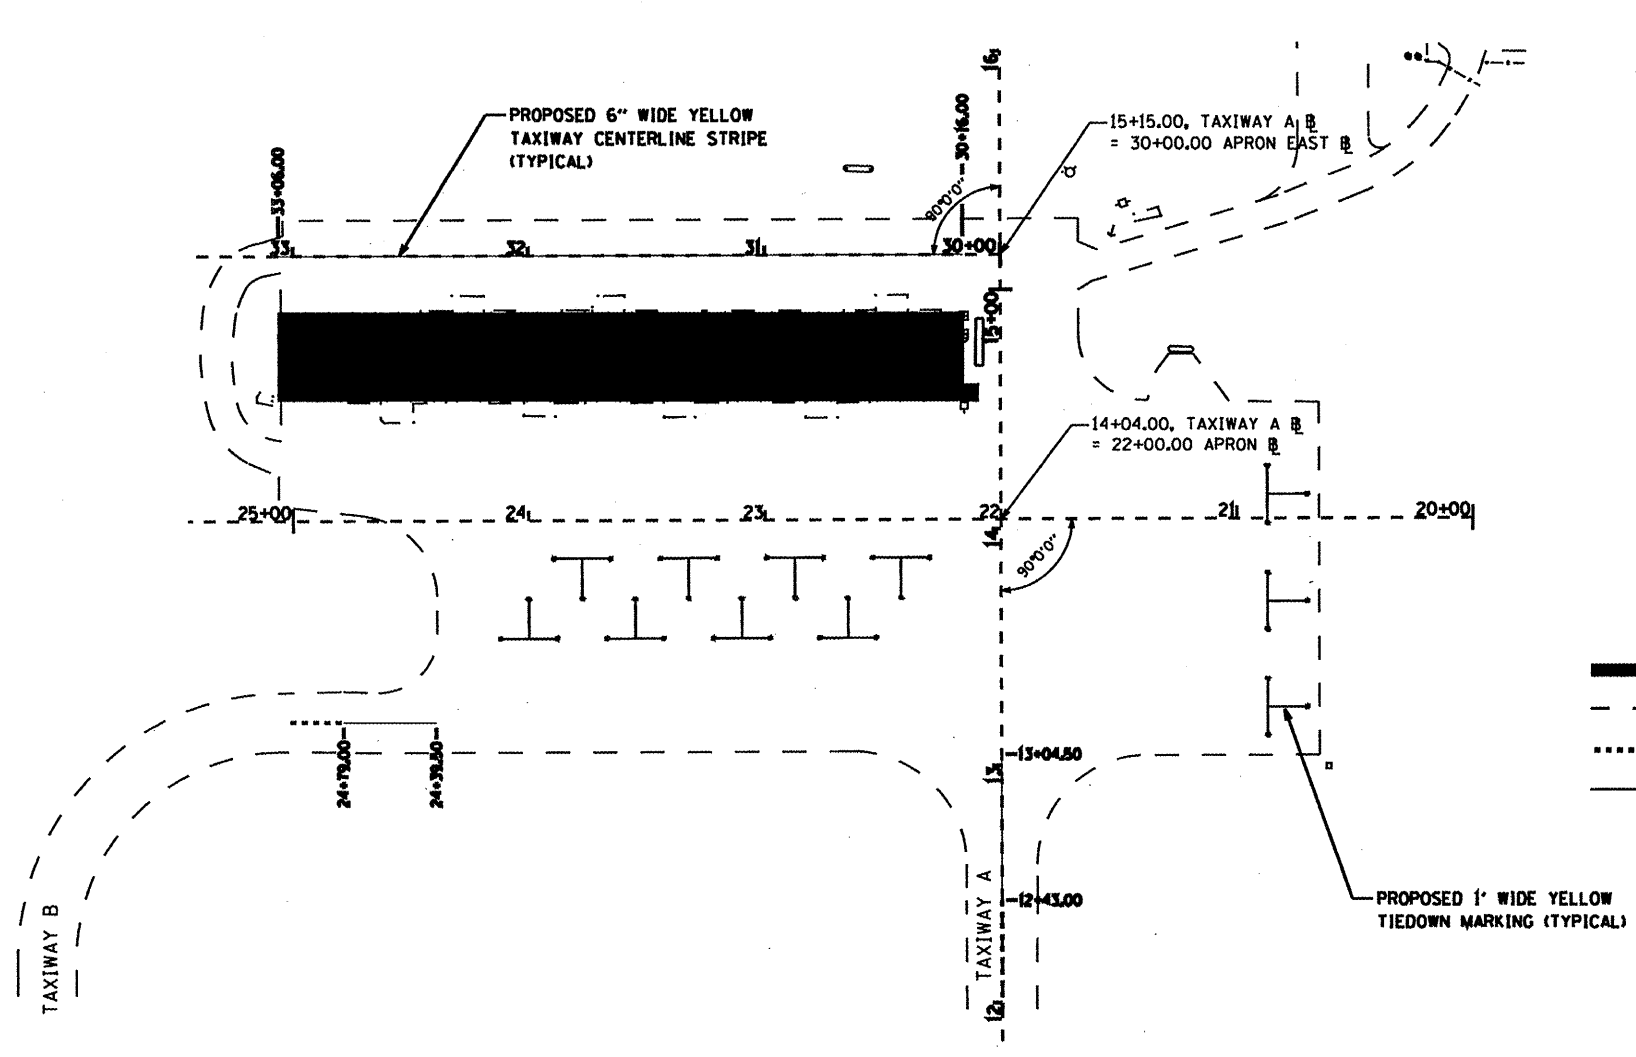 16
PROPOSED 6" WIDE YELLOW
TAXIWAY CENTERLINE STRIPE
(TYPICAL)
30+16.00
15+15.00, TAXIWAY A BL
= 30+00.00 APRON EAST BL
33+06.00
90°0'0"
33
32
31
30+00
15+00
14+04.00, TAXIWAY A BL
= 22+00.00 APRON BL
25+00
24
23
22
21
20+00
14
90°0'0"
13+04.50
13
24+79.00
24+39.50
12+43.00
TAXIWAY A
TAXIWAY B
12
PROPOSED 1' WIDE YELLOW
TIEDOWN MARKING (TYPICAL)